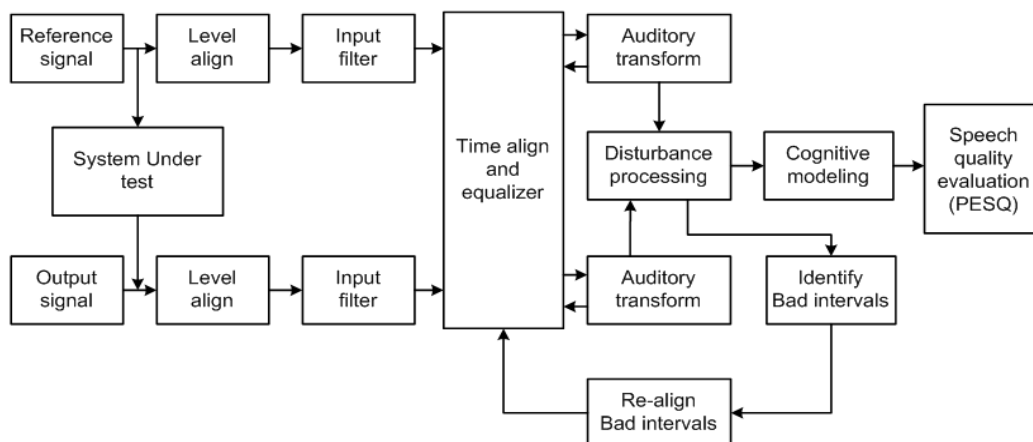 Reference
signal
Level
align
Input
filter
Auditory
transform
System Under
test
Time align
and
equalizer
Disturbance
processing
Cognitive
modeling
Speech
quality
evaluation
(PESQ)
Output
signal
Level
align
Input
filter
Auditory
transform
Identify
Bad intervals
Re-align
Bad intervals